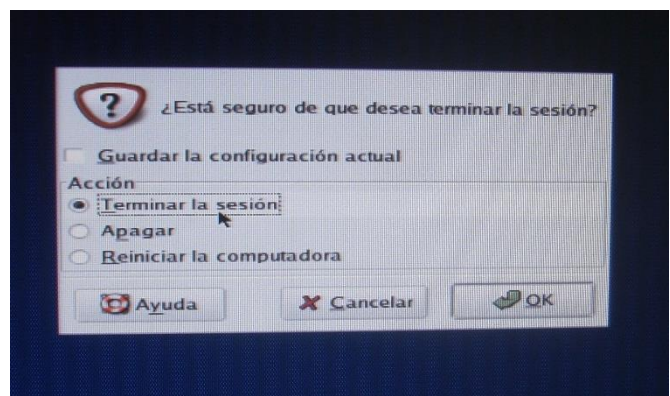 ¿Está seguro de que desea terminar la sesión?
Guardar la configuración actual
Acción
Terminar la sesión
Apagar
Reiniciar la computadora
Ayuda Cancelar OK